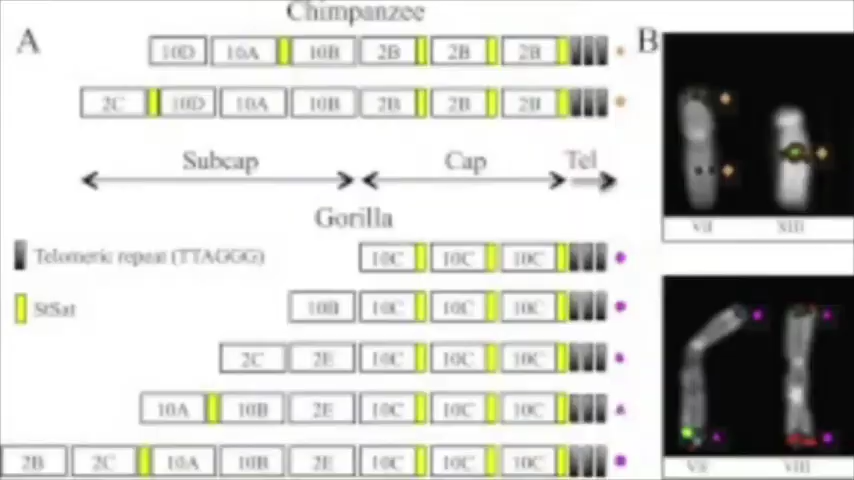 Chimpanzee
A
10D 10A 10B 2B 2B 2B
B
2C 10D 10A 10B 2B 2B 2B
Subcap Cap Tel
Gorilla
Telomeric repeat (TTAGGG) 10C 10C 10C
StSat 10B 10C 10C 10C
2C 2E 10C 10C 10C
10A 10B 2E 10C 10C 10C
2B 2C 10A 10B 2E 10C 10C 10C
VII
VII VIII